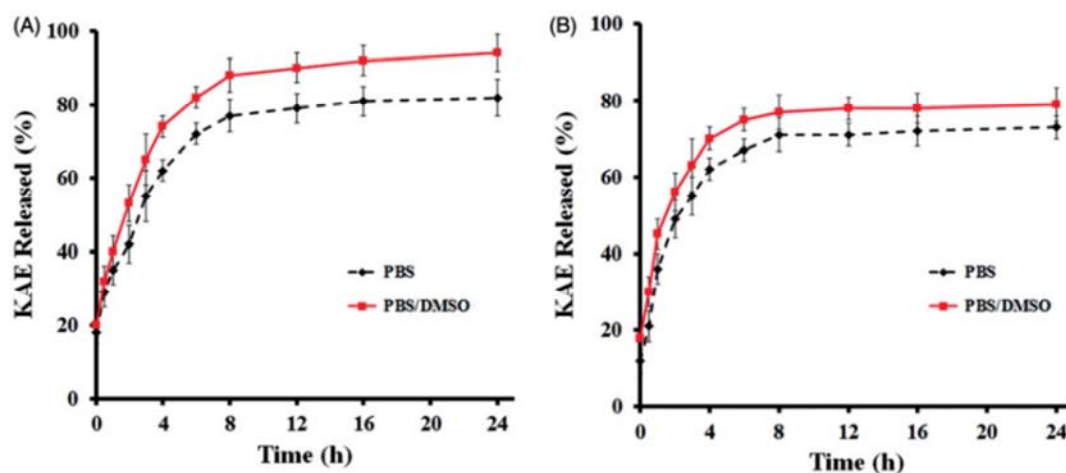 (A)
KAE Released (%)
100
80
60
40
20
0
PBS
PBS/DMSO
0 4 8 12 16 20 24
Time (h)
(B)
KAE Released (%)
100
80
60
40
20
0
PBS
PBS/DMSO
0 4 8 12 16 20 24
Time (h)